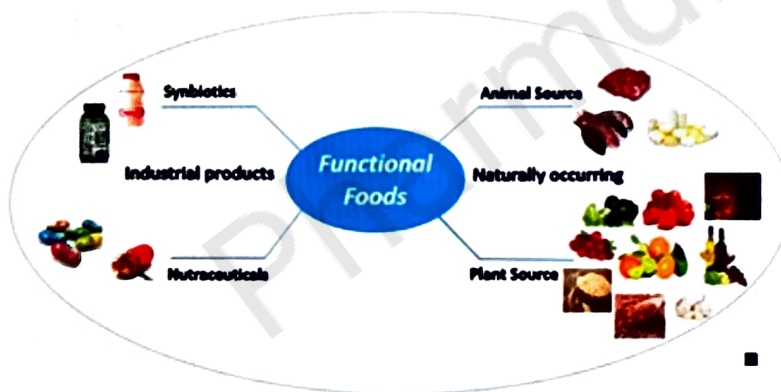 Synbiotics
Animal Source
Functional
Foods
Industrial products
Naturally occurring
Nutraceuticals
Plant Source